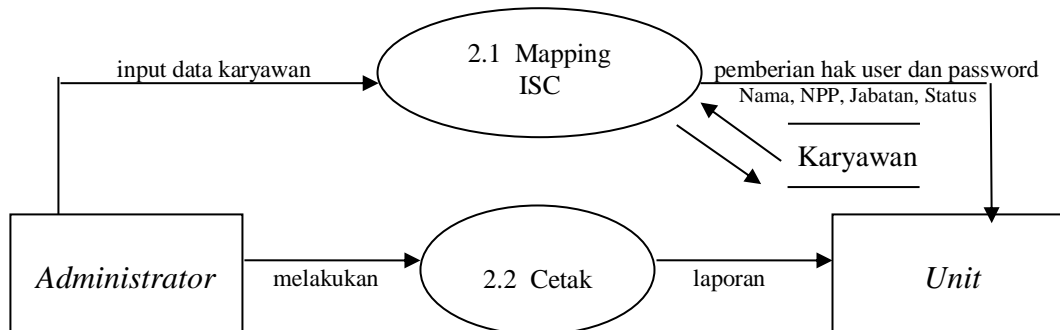 2.1 Mapping
ISC
input data karyawan
pemberian hak user dan password
Nama, NPP, Jabatan, Status
Karyawan
Administrator
melakukan
2.2 Cetak
laporan
Unit